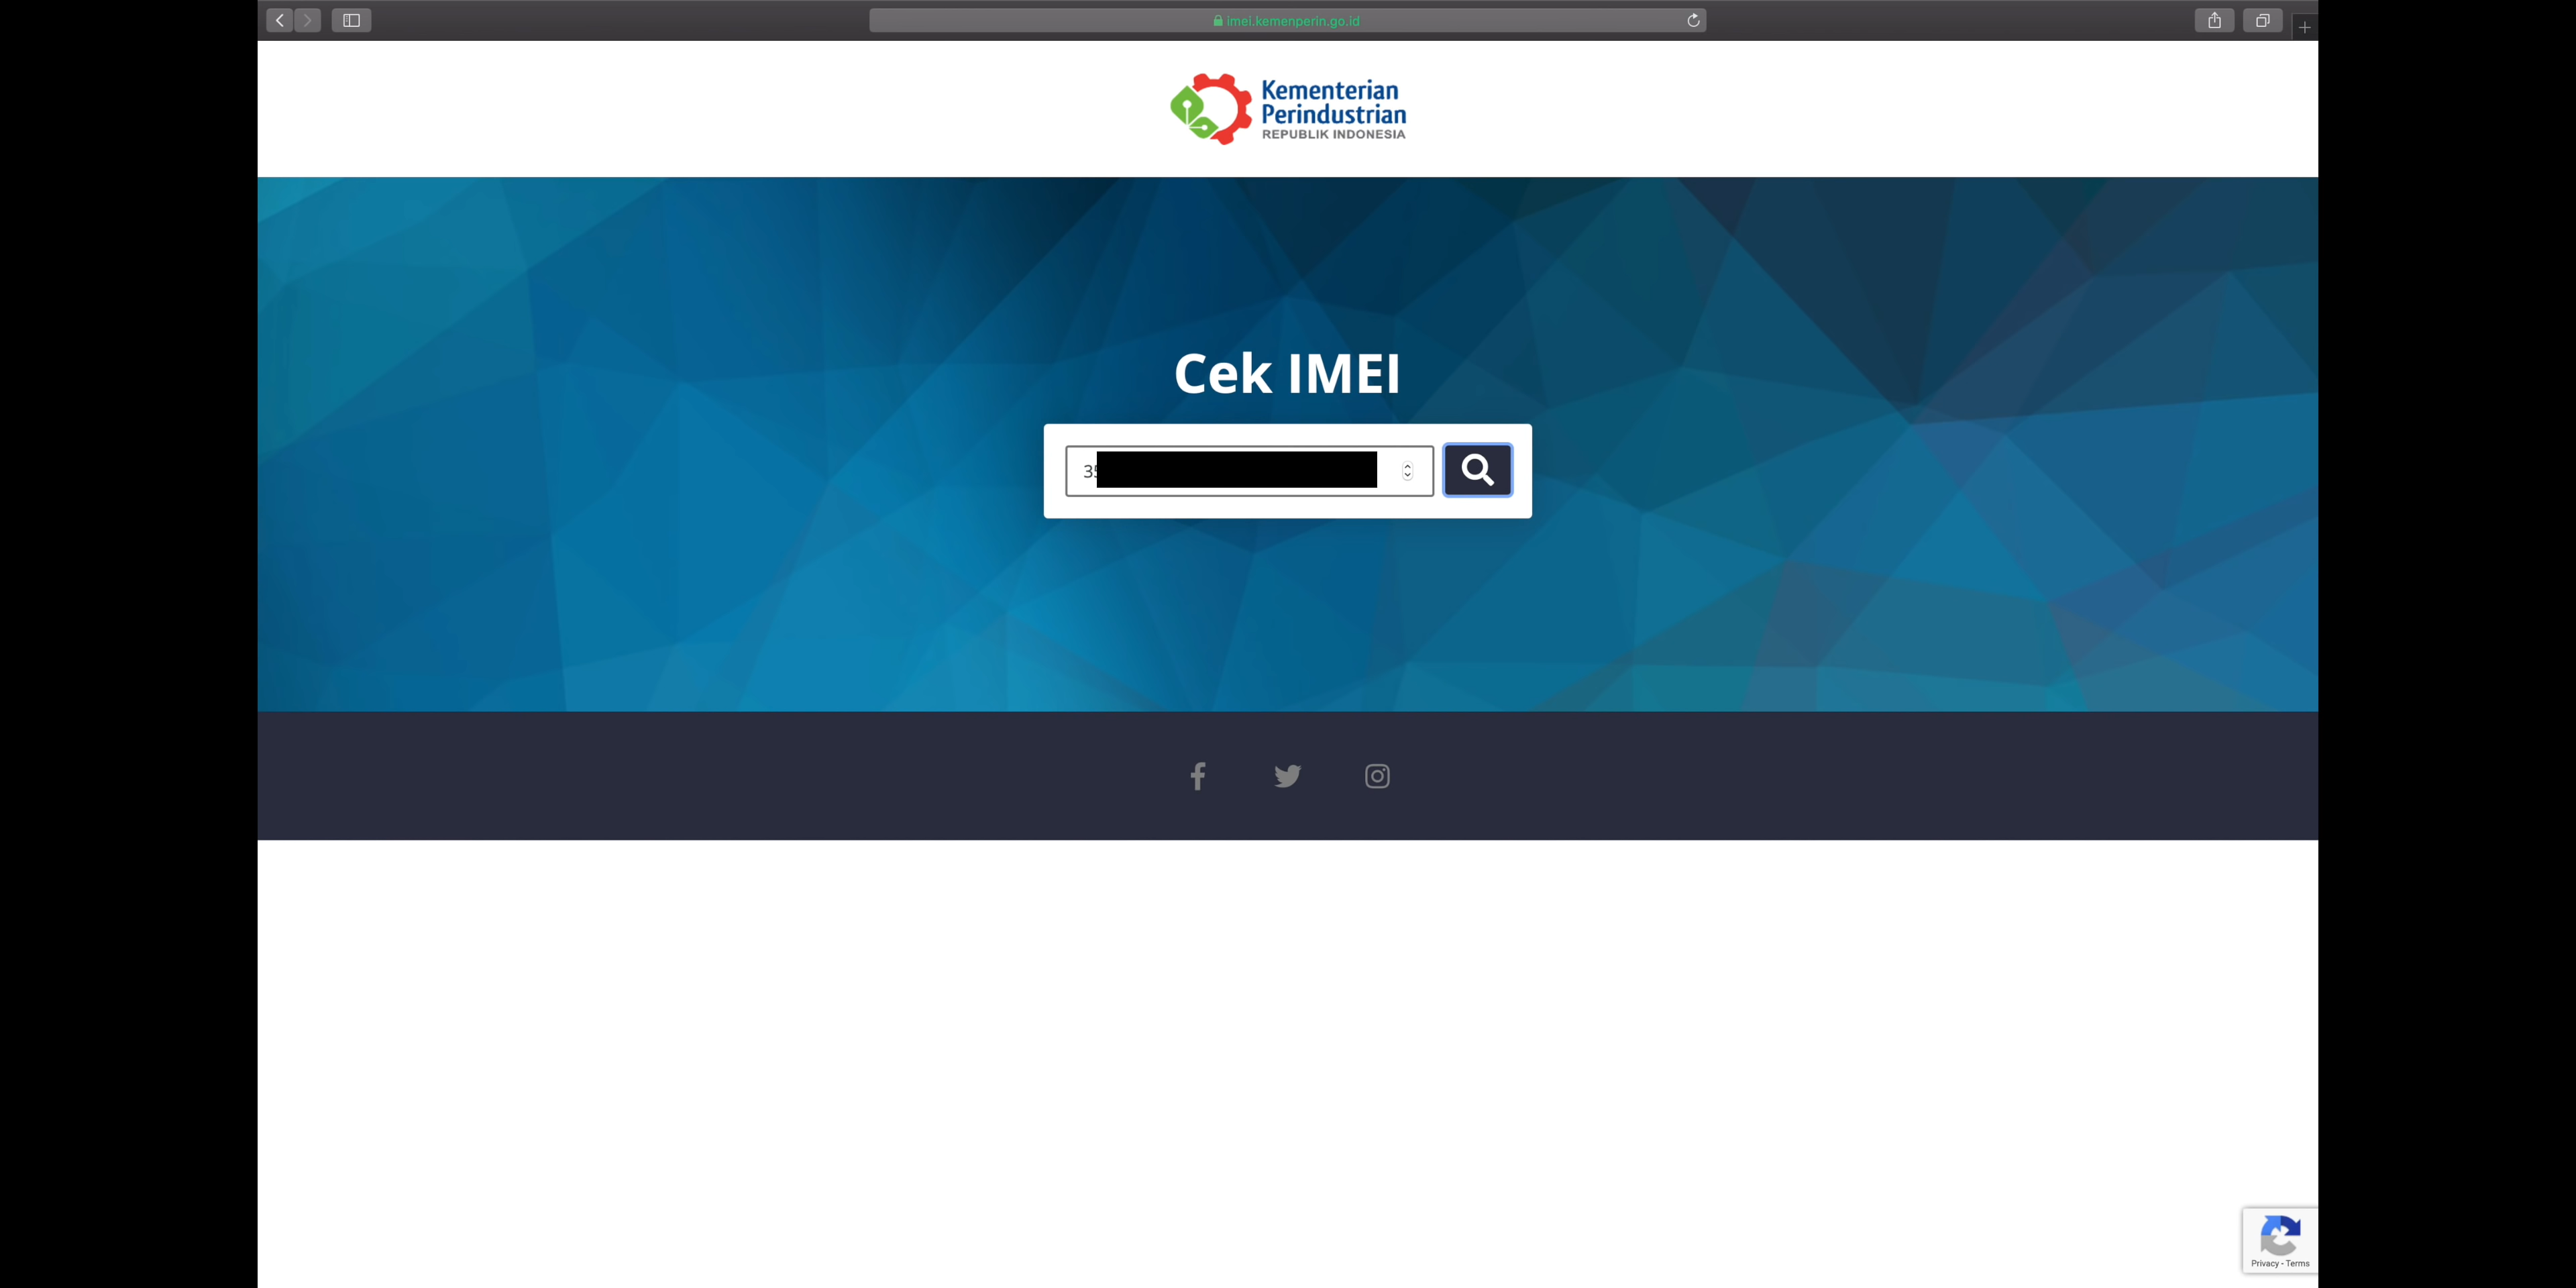 imei.kemenperin.go.id
Kementerian
Perindustrian
REPUBLIK INDONESIA
Cek IMEI
35
Privacy - Terms